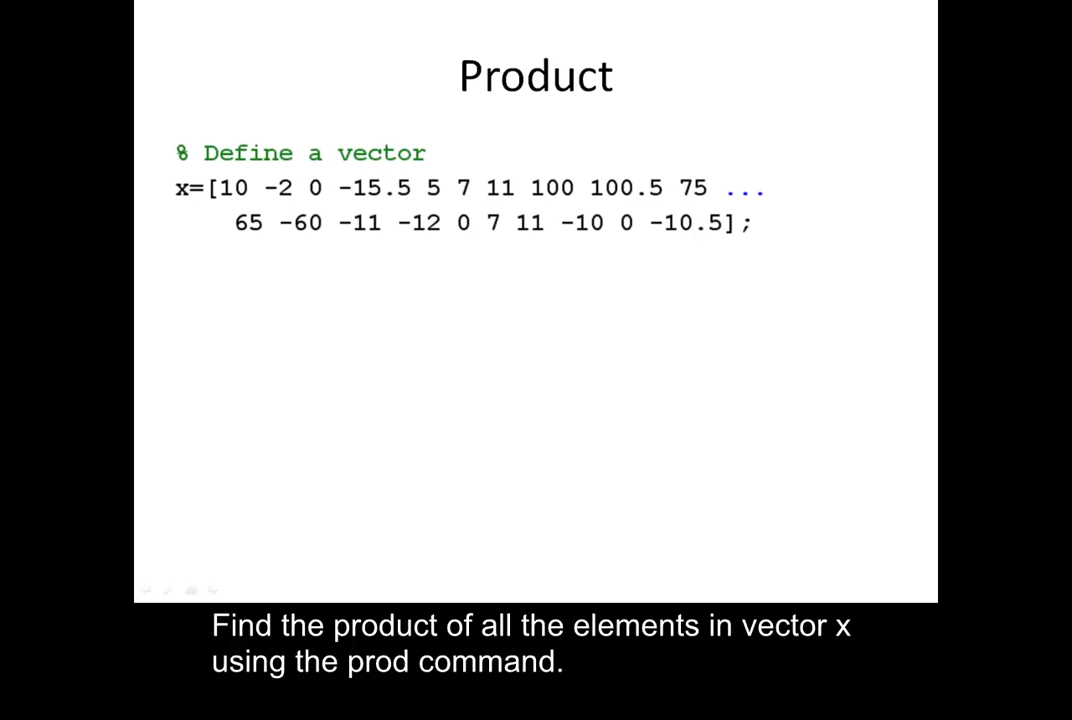 Product
% Define a vector
x=[10 -2 0 -15.5 5 7 11 100 100.5 75 ...
65 -60 -11 -12 0 7 11 -10 0 -10.5];
Find the product of all the elements in vector x
using the prod command.